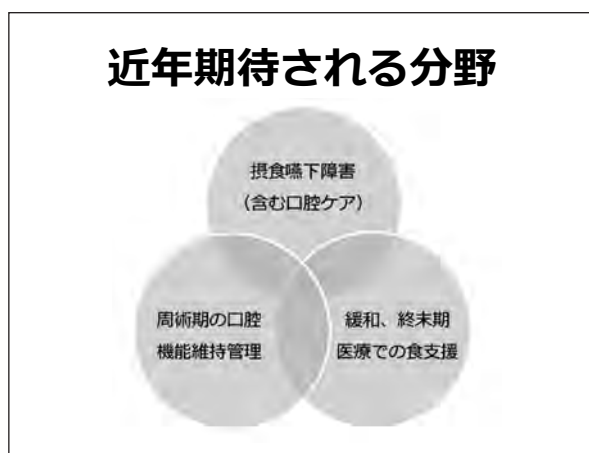 近年期待される分野
摂食嚥下障害
（含む口腔ケア）
周術期の口腔
機能維持管理
緩和、終末期
医療での食支援